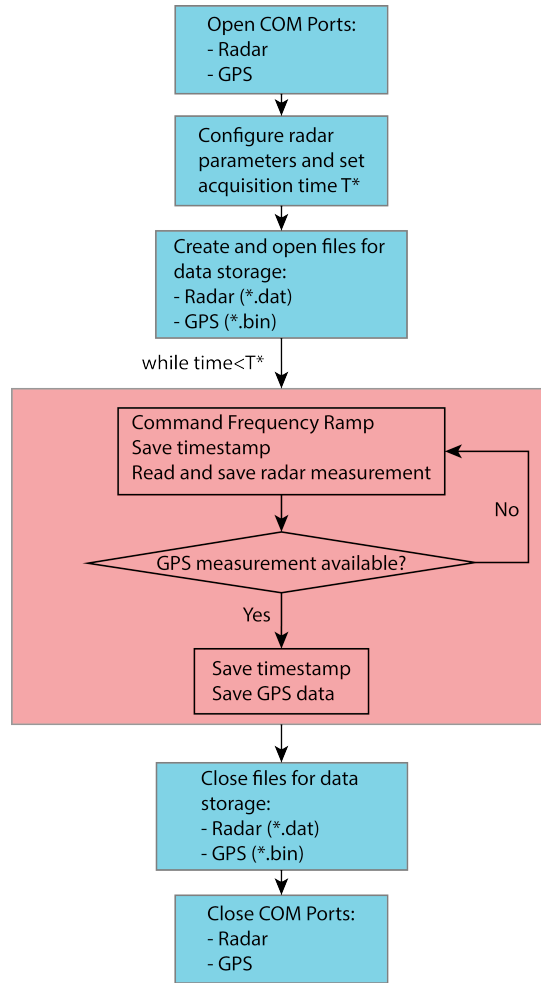 Open COM Ports:
- Radar
- GPS
Configure radar
parameters and set
acquisition time T*
Create and open files for
data storage:
- Radar (*.dat)
- GPS (*.bin)
while time<T*
Command Frequency Ramp
Save timestamp
Read and save radar measurement
No
GPS measurement available?
Yes
Save timestamp
Save GPS data
Close files for data
storage:
- Radar (*.dat)
- GPS (*.bin)
Close COM Ports:
- Radar
- GPS